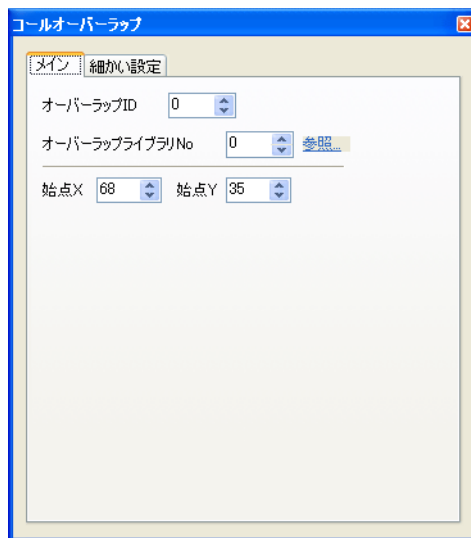 コールオーバーラップ
メイン 細かい設定
オーバーラップID 0
オーバーラップライブラリNo 0 参照...
始点X 68 始点Y 35